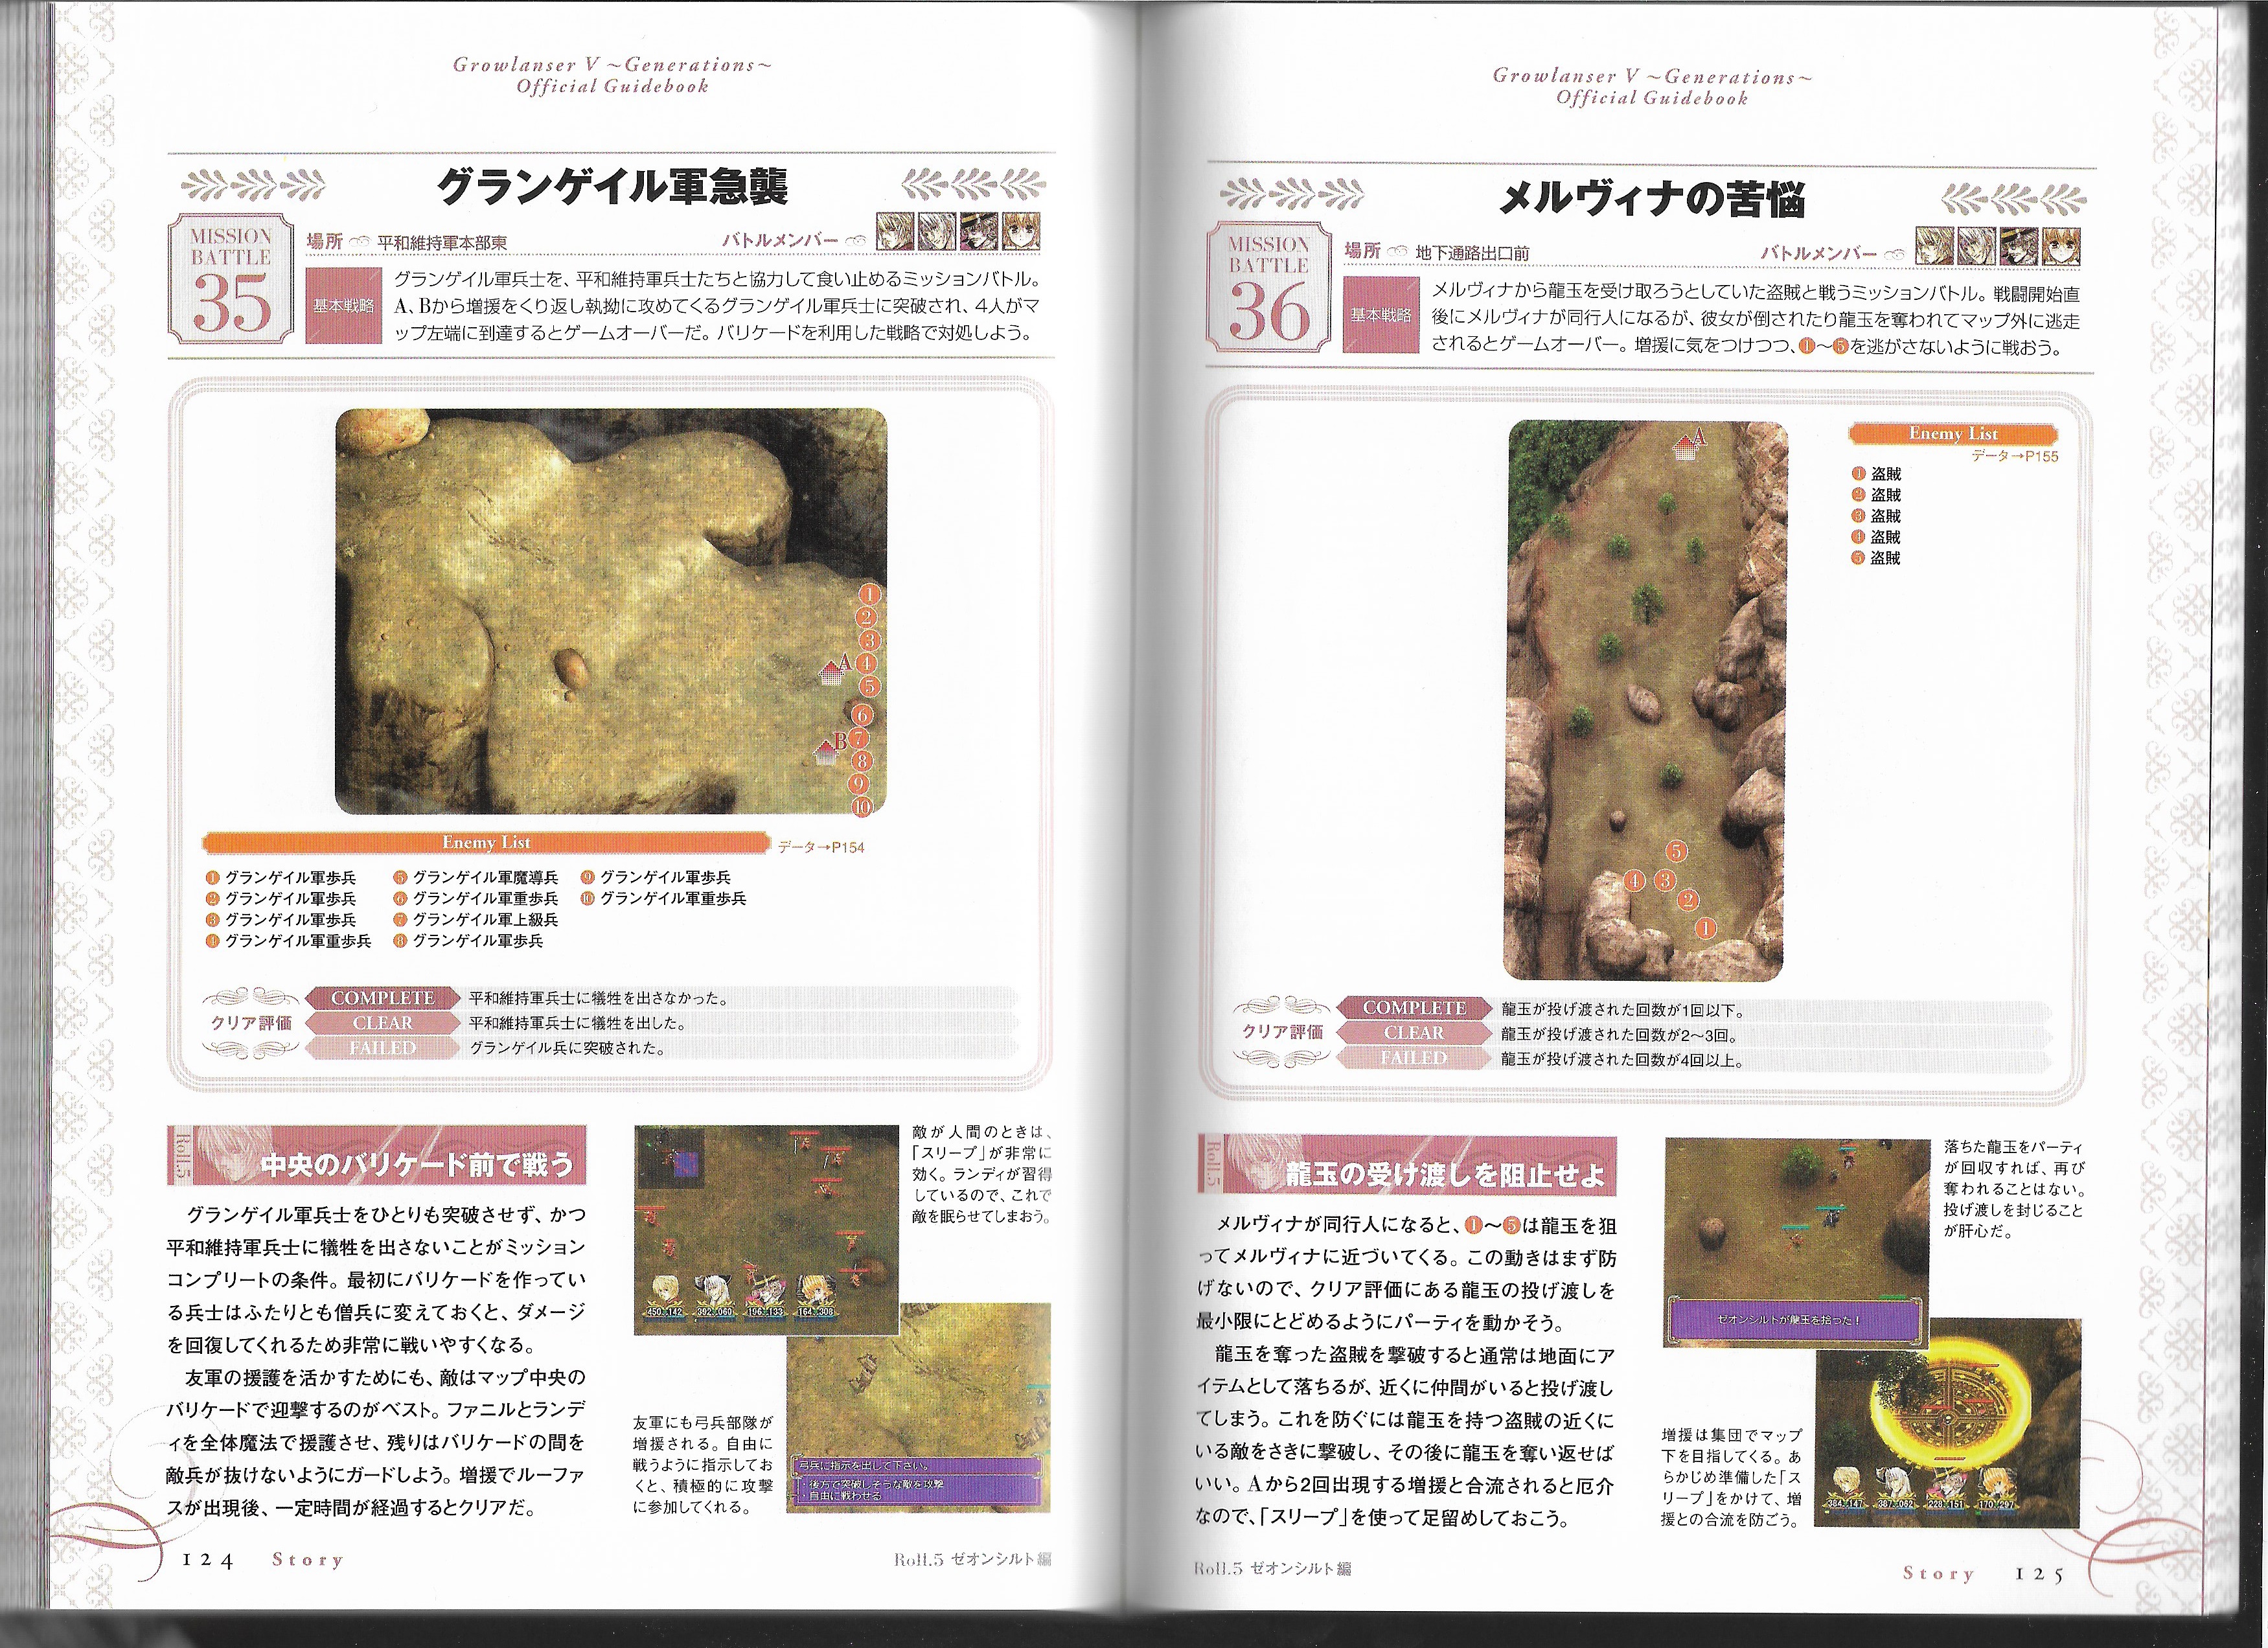 Growlanser V ～Generations～
Official Guidebook
グランゲイル軍急襲
MISSION
BATTLE
35
場所 平和維持軍本部東
バトルメンバー
基本戦略
グランゲイル軍兵士を、平和維持軍兵士たちと協力して食い止めるミッションバトル。
A、Bから増援をくり返し執拗に攻めてくるグランゲイル軍兵士に突破され、4人がマ
ップ左端に到達するとゲームオーバーだ。バリケードを利用した戦略で対処しよう。
1
2
3
A 4
5
6
B 7
8
9
10
Enemy List
データ→P154
1 グランゲイル軍歩兵
2 グランゲイル軍歩兵
3 グランゲイル軍歩兵
4 グランゲイル軍重歩兵
5 グランゲイル軍魔導兵
6 グランゲイル軍重歩兵
7 グランゲイル軍上級兵
8 グランゲイル軍歩兵
9 グランゲイル軍歩兵
10 グランゲイル軍重歩兵
クリア評価
COMPLETE 平和維持軍兵士に犠牲を出さなかった。
CLEAR 平和維持軍兵士に犠牲を出した。
FAILED グランゲイル兵に突破された。
Roll.5
中央のバリケード前で戦う
グランゲイル軍兵士をひとりも突破させず、かつ
平和維持軍兵士に犠牲を出さないことがミッション
コンプリートの条件。最初にバリケードを作ってい
る兵士はふたりとも僧兵に変えておくと、ダメージ
を回復してくれるため非常に戦いやすくなる。
友軍の援護を活かすためにも、敵はマップ中央の
バリケードで迎撃するのがベスト。ファニルとランデ
ィを全体魔法で援護させ、残りはバリケードの間を
敵兵が抜けないようにガードしよう。増援でルーファ
スが出現後、一定時間が経過するとクリアだ。
敵が人間のときは、
「スリープ」が非常に
効く。ランディが習得
しているので、これで
敵を眠らせてしまおう。
友軍にも弓兵部隊が
増援される。自由に
戦うように指示してお
くと、積極的に攻撃
に参加してくれる。
弓兵に指示を出して下さい。
・後方で突破しそうな敵を攻撃
・自由に戦わせる
124 Story
Roll.5 ゼオンシルト編
Growlanser V ～Generations～
Official Guidebook
メルヴィナの苦悩
MISSION
BATTLE
36
場所 地下通路出口前
バトルメンバー
基本戦略
メルヴィナから龍玉を受け取ろうとしていた盗賊と戦うミッションバトル。戦闘開始直
後にメルヴィナが同行人になるが、彼女が倒されたり龍玉を奪われてマップ外に逃走
されるとゲームオーバー。増援に気をつけつつ、1～5を逃がさないように戦おう。
A
5
4 3
2
1
Enemy List
データ→P155
1 盗賊
2 盗賊
3 盗賊
4 盗賊
5 盗賊
クリア評価
COMPLETE 龍玉が投げ渡された回数が1回以下。
CLEAR 龍玉が投げ渡された回数が2～3回。
FAILED 龍玉が投げ渡された回数が4回以上。
Roll.5
龍玉の受け渡しを阻止せよ
メルヴィナが同行人になると、1～5は龍玉を狙
ってメルヴィナに近づいてくる。この動きはまず防
げないので、クリア評価にある龍玉の投げ渡しを
最小限にとどめるようにパーティを動かそう。
龍玉を奪った盗賊を撃破すると通常は地面にア
イテムとして落ちるが、近くに仲間がいると投げ渡し
てしまう。これを防ぐには龍玉を持つ盗賊の近くに
いる敵をさきに撃破し、その後に龍玉を奪い返せば
いい。Aから2回出現する増援と合流されると厄介
なので、「スリープ」を使って足留めしておこう。
ゼオンシルトが龍玉を拾った！
落ちた龍玉をパーティ
が回収すれば、再び
奪われることはない。
投げ渡しを封じること
が肝心だ。
増援は集団でマップ
下を目指してくる。あ
らかじめ準備した「ス
リープ」をかけて、増
援との合流を防ごう。
Roll.5 ゼオンシルト編
Story 125